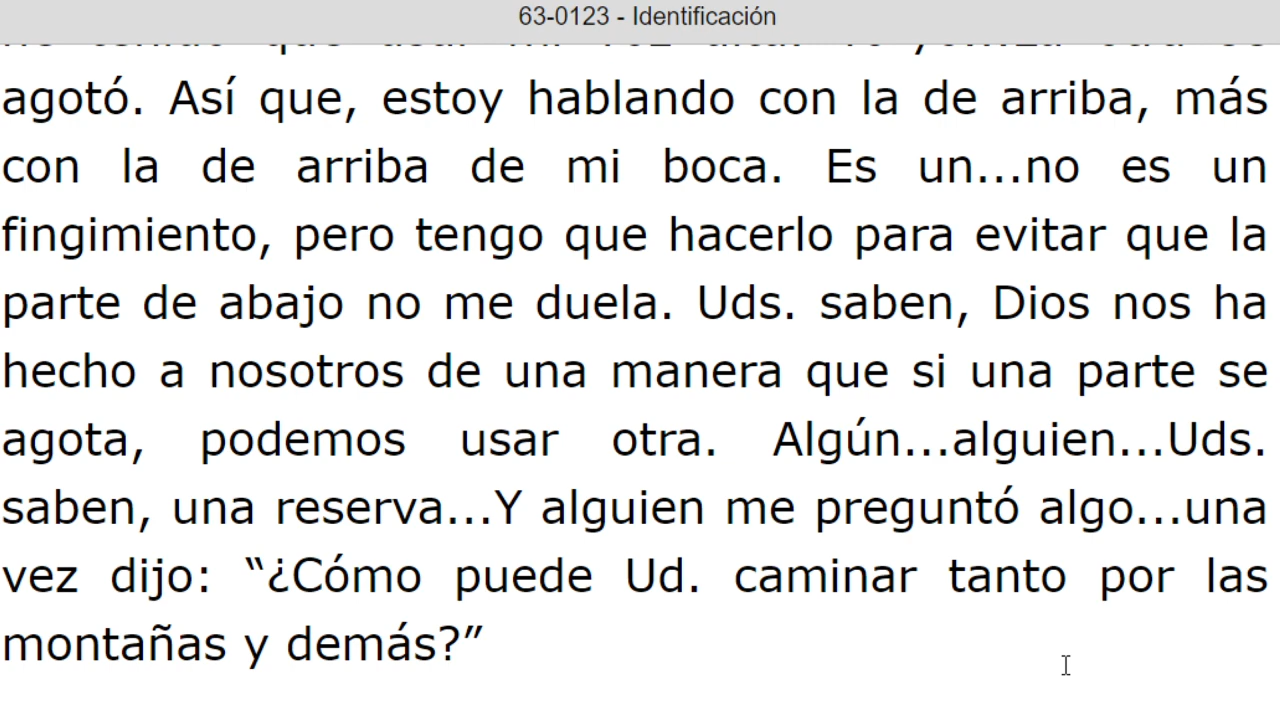 63-0123 - Identificación
agotó. Así que, estoy hablando con la de arriba, más
con la de arriba de mi boca. Es un...no es un
fingimiento, pero tengo que hacerlo para evitar que la
parte de abajo no me duela. Uds. saben, Dios nos ha
hecho a nosotros de una manera que si una parte se
agota, podemos usar otra. Algún...alguien...Uds.
saben, una reserva...Y alguien me preguntó algo...una
vez dijo: “¿Cómo puede Ud. caminar tanto por las
montañas y demás?”